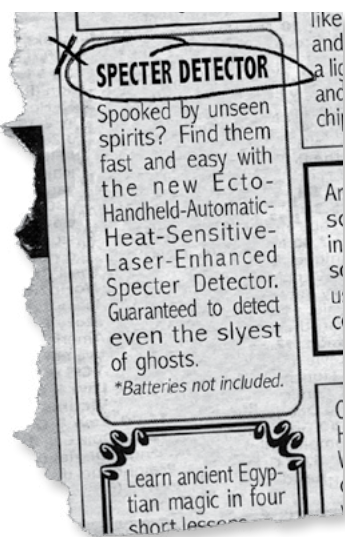 SPECTER DETECTOR
Spooked by unseen
spirits? Find them
fast and easy with
the new Ecto-
Handheld-Automatic-
Heat-Sensitive-
Laser-Enhanced
Specter Detector.
Guaranteed to detect
even the slyest
of ghosts.
*Batteries not included.
Learn ancient Egyp-
tian magic in four
short lessons
like
and
a lig
and
chi